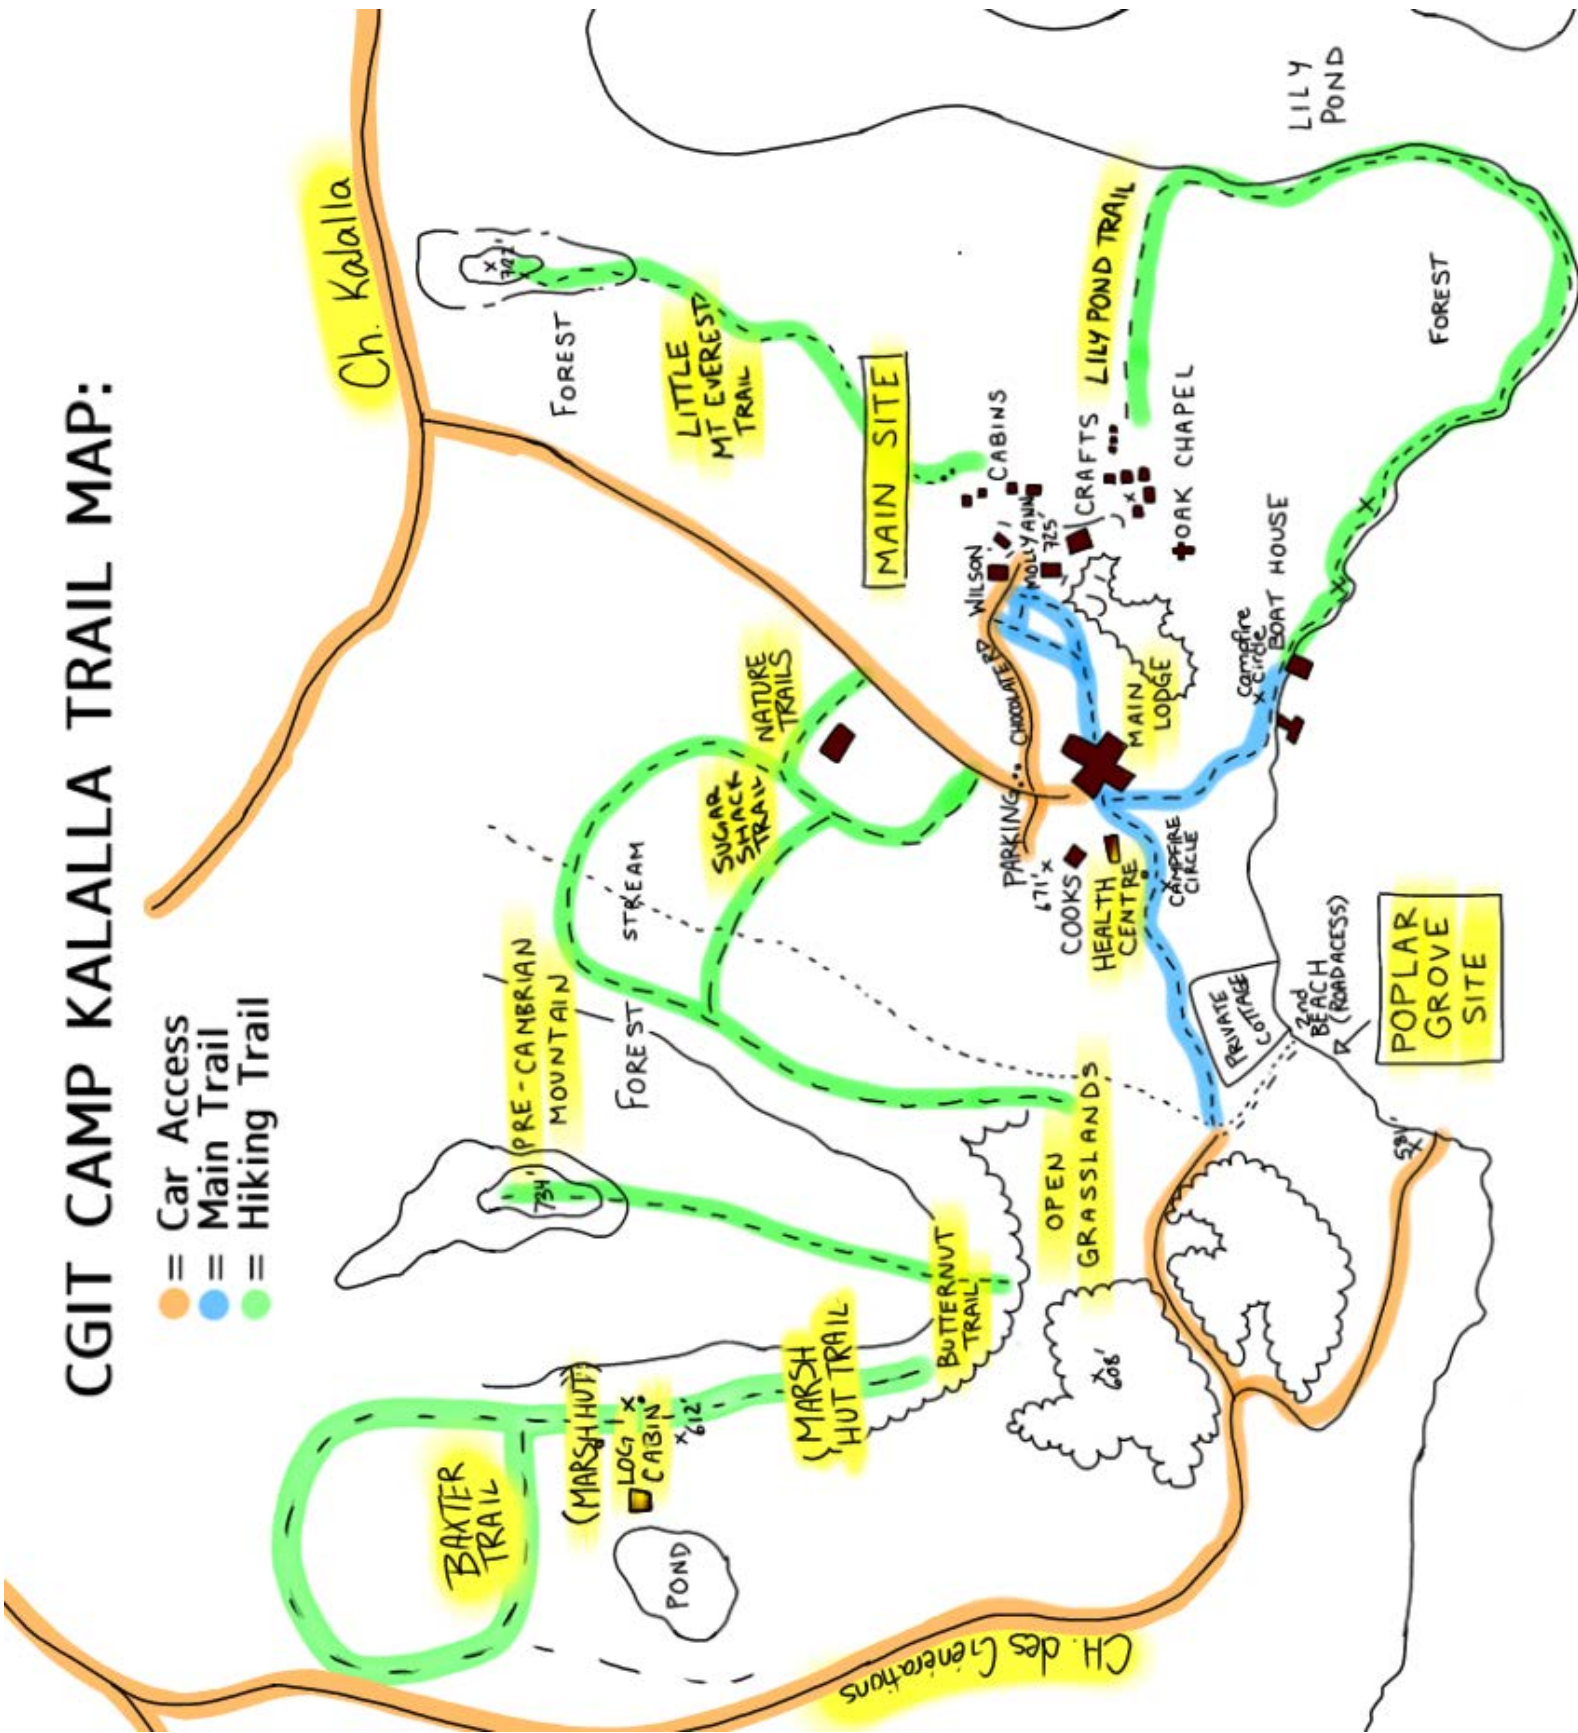 CGIT CAMP KALALLA TRAIL MAP:
= Car Access
= Main Trail
= Hiking Trail
Ch. Kalalla
722'
FOREST
LITTLE
MT EVEREST
TRAIL
MAIN SITE
CABINS
WILSON
MOLLY ANN
725'
CRAFTS
LILY POND TRAIL
LILY
POND
OAK CHAPEL
FOREST
BOAT HOUSE
Campfire
x Circle
MAIN
LODGE
CHOCOLATE RD
PARKING
671' x
COOKS
HEALTH
CENTRE
CAMPFIRE
CIRCLE
NATURE
TRAILS
SUGAR
SHACK
TRAIL
STREAM
PRE-CAMBRIAN
MOUNTAIN
FOREST
734'
PRIVATE
COTTAGE
2nd
BEACH
(ROAD ACESS)
POPLAR
GROVE
SITE
581'
x
OPEN
GRASSLANDS
x
608'
BUTTERNUT
TRAIL
(MARSH
HUT TRAIL
(MARSH HUT)
LOG
CABIN
x 612'
BAXTER
TRAIL
POND
CH. des Générations